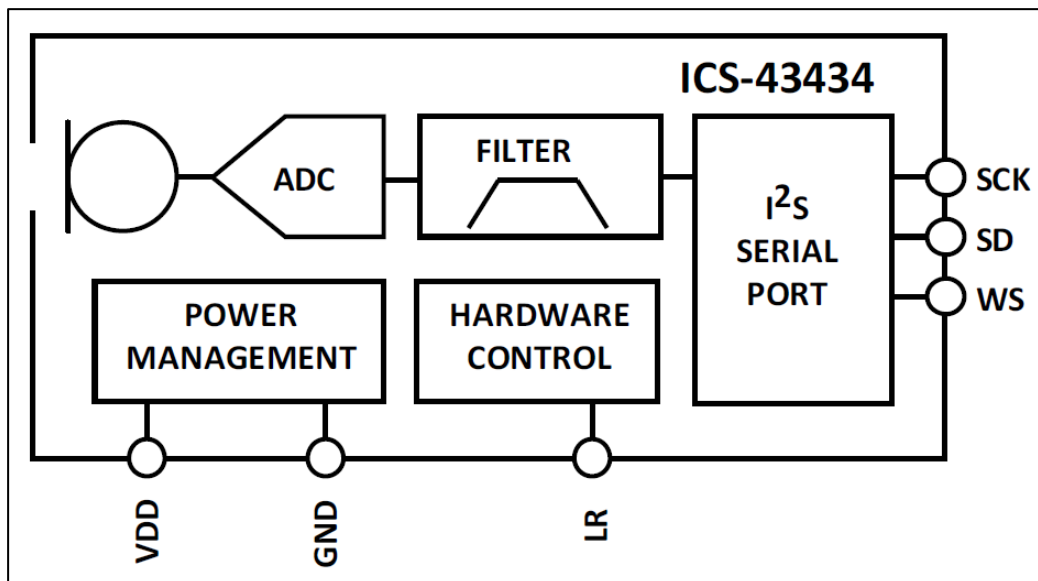 ICS-43434
ADC
FILTER
I²S
SERIAL
PORT
SCK
SD
WS
POWER
MANAGEMENT
HARDWARE
CONTROL
VDD
GND
LR